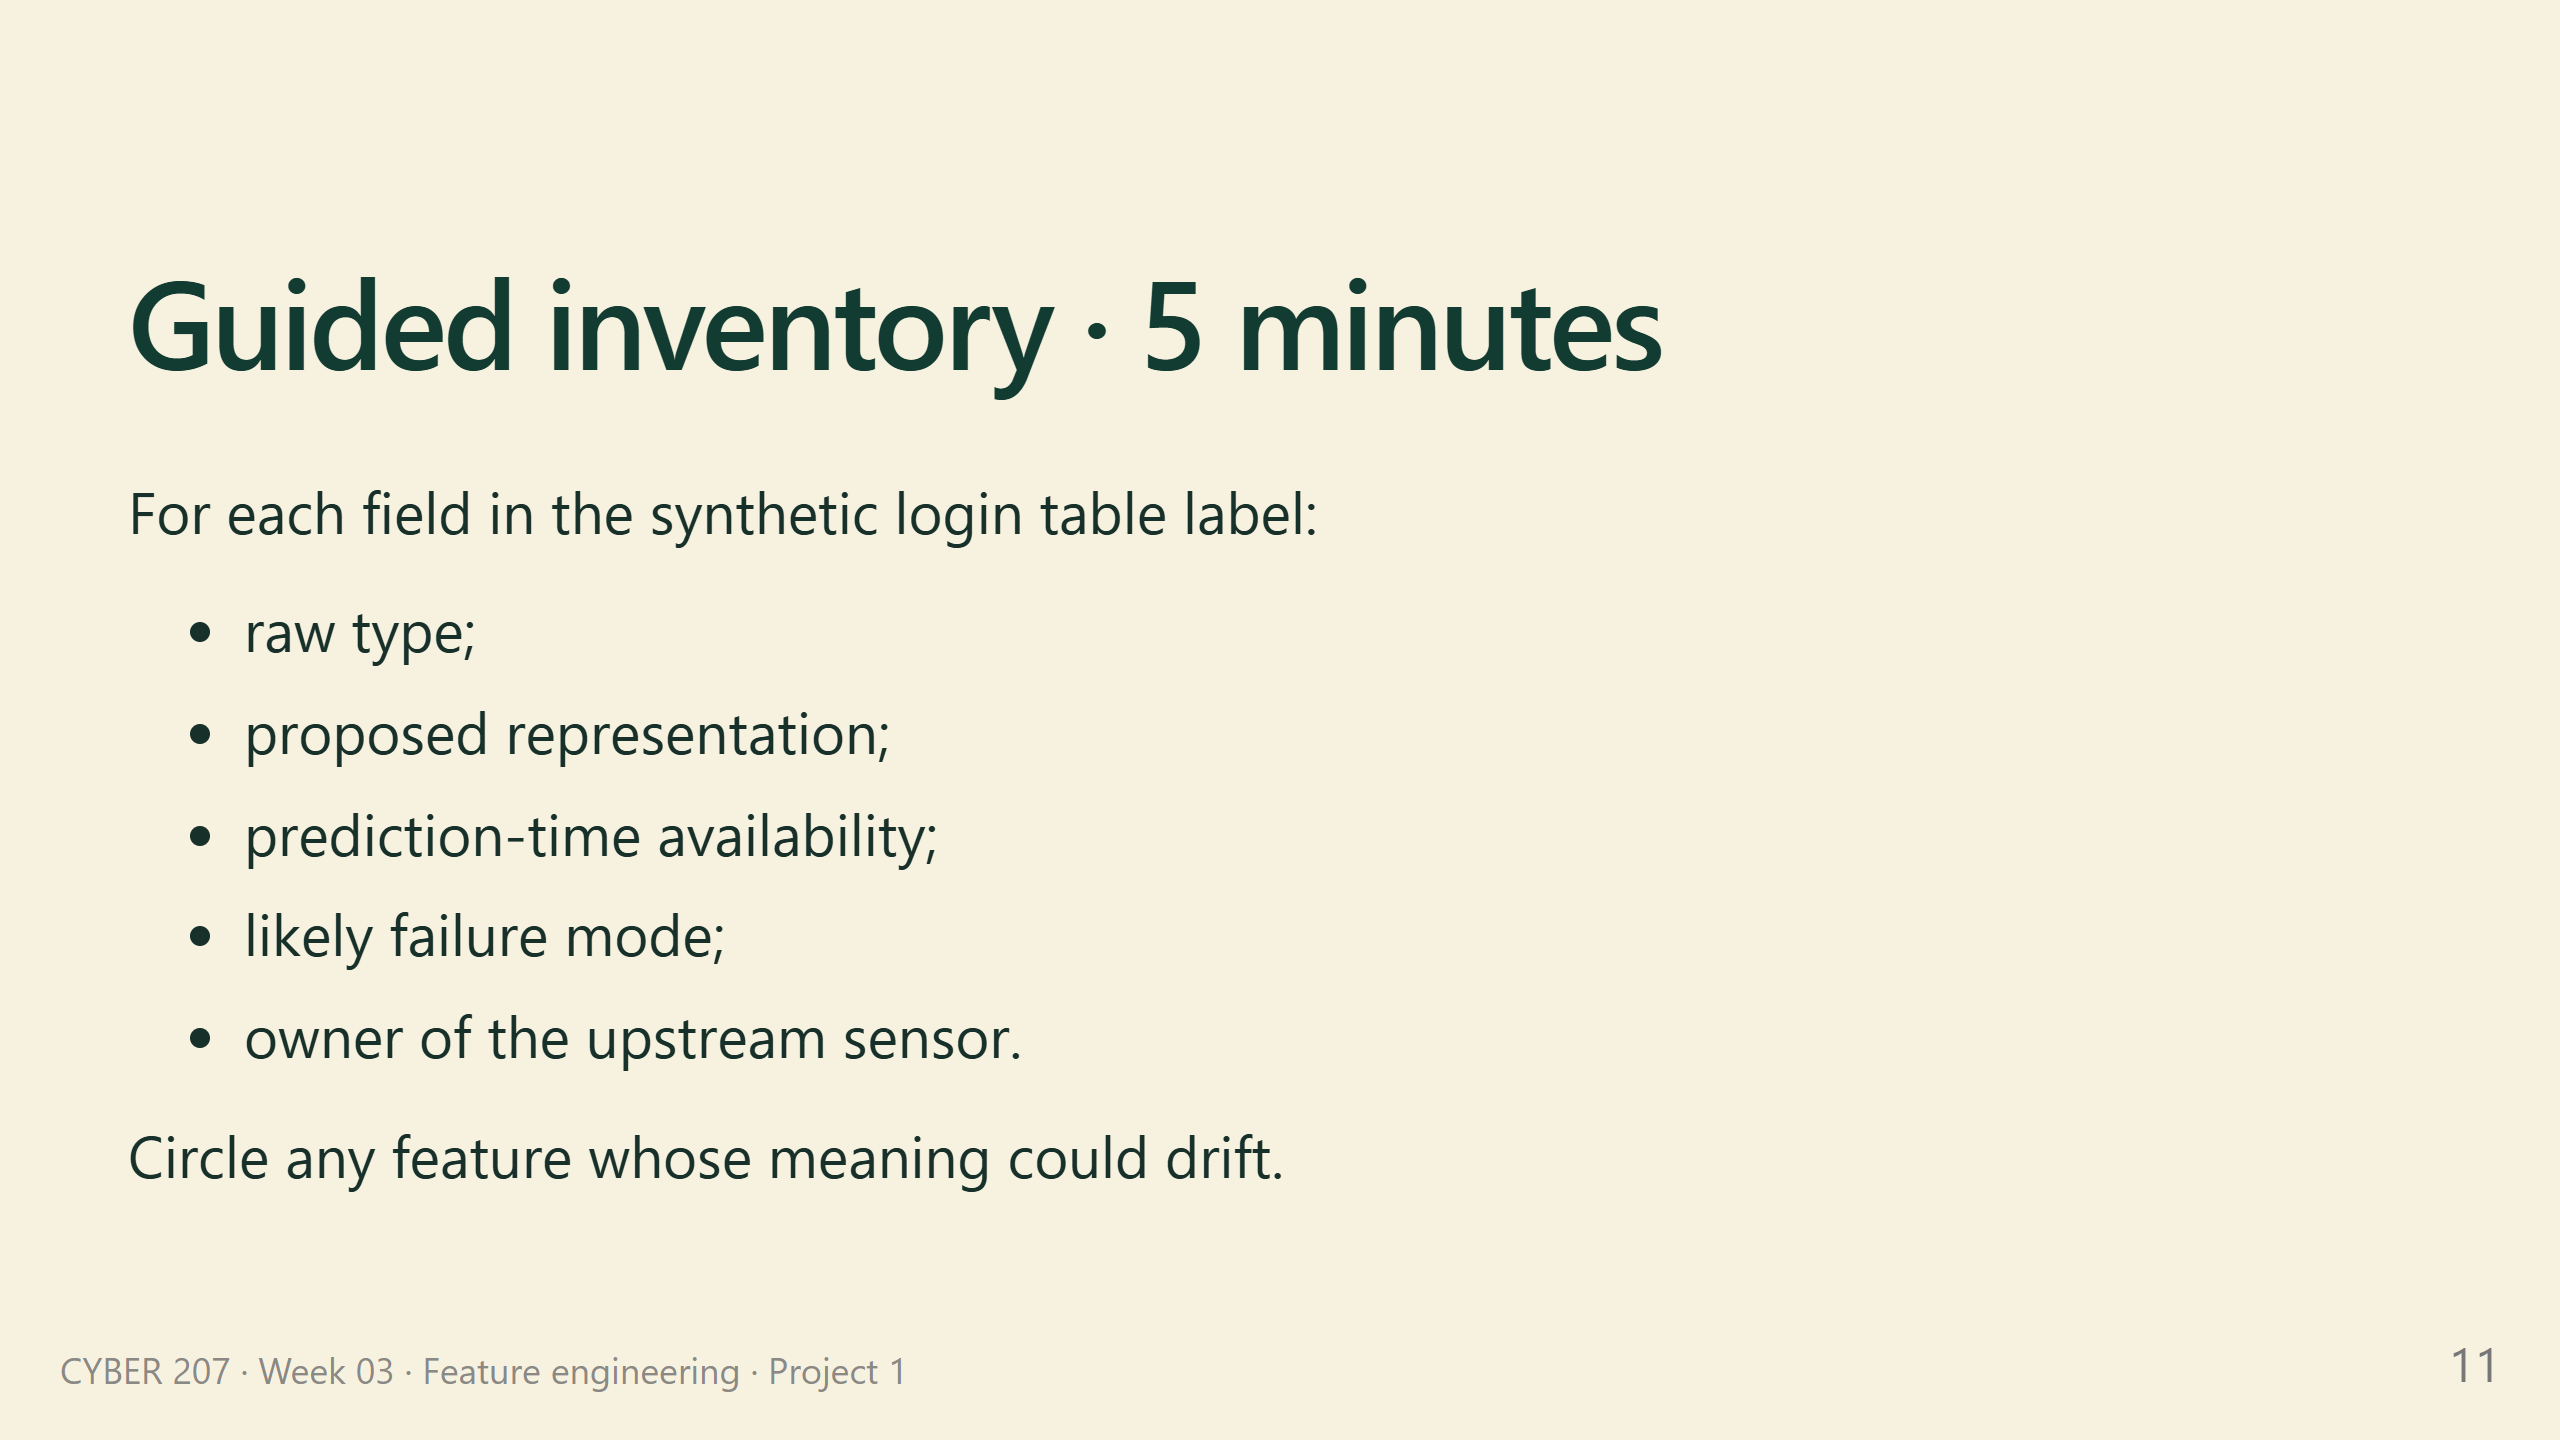 Guided inventory · 5 minutes
For each field in the synthetic login table label:
• raw type;
• proposed representation;
• prediction-time availability;
• likely failure mode;
• owner of the upstream sensor.
Circle any feature whose meaning could drift.
CYBER 207 · Week 03 · Feature engineering · Project 1
11